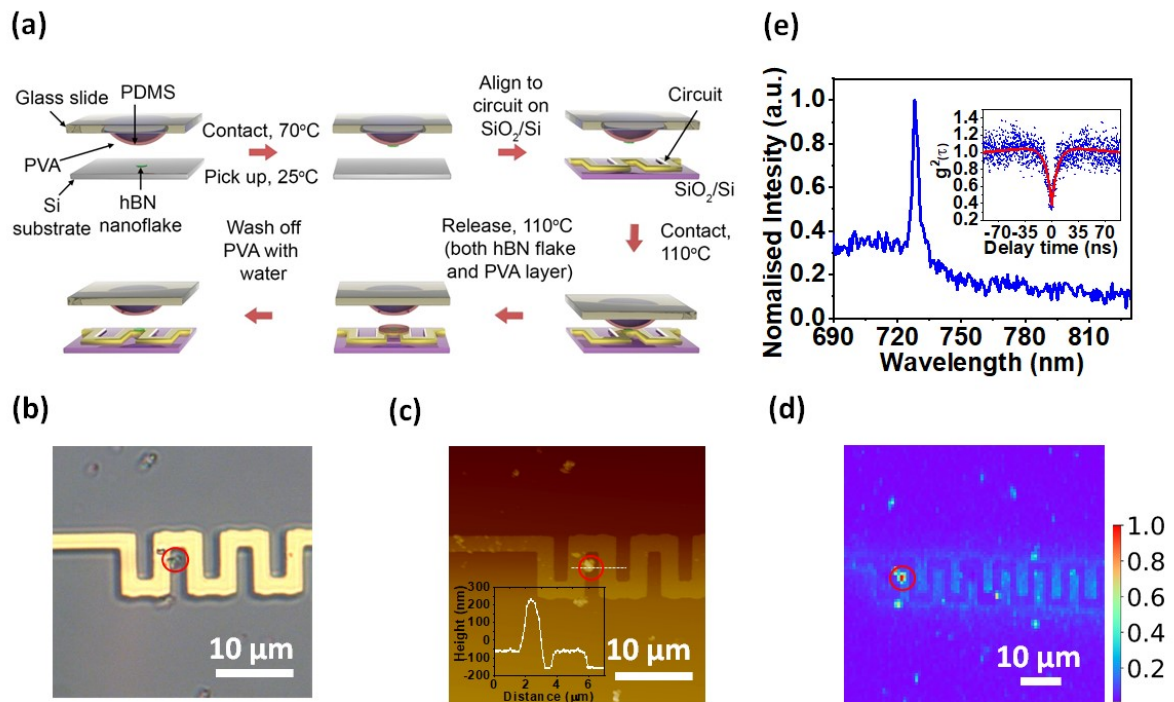 (a)
Glass slide
PDMS
PVA
Si
substrate
hBN
nanoflake
Contact, 70°C
Pick up, 25°C
Align to
circuit on
SiO2/Si
Circuit
SiO2/Si
Contact,
110°C
Release, 110°C
(both hBN flake
and PVA layer)
Wash off
PVA with
water
(e)
Nomalised Intesity (a.u.)
1.0
0.8
0.6
0.4
0.2
0.0
690 720 750 780 810
Wavelength (nm)
g²(τ)
1.4
1.2
1.0
0.8
0.6
0.4
0.2
-70 -35 0 35 70
Delay time (ns)
(b)
10 µm
(c)
Height (nm)
300
200
100
0
-100
-200
0 2 4 6
Distance (µm)
10 µm
(d)
10 µm
1.0
0.8
0.6
0.4
0.2